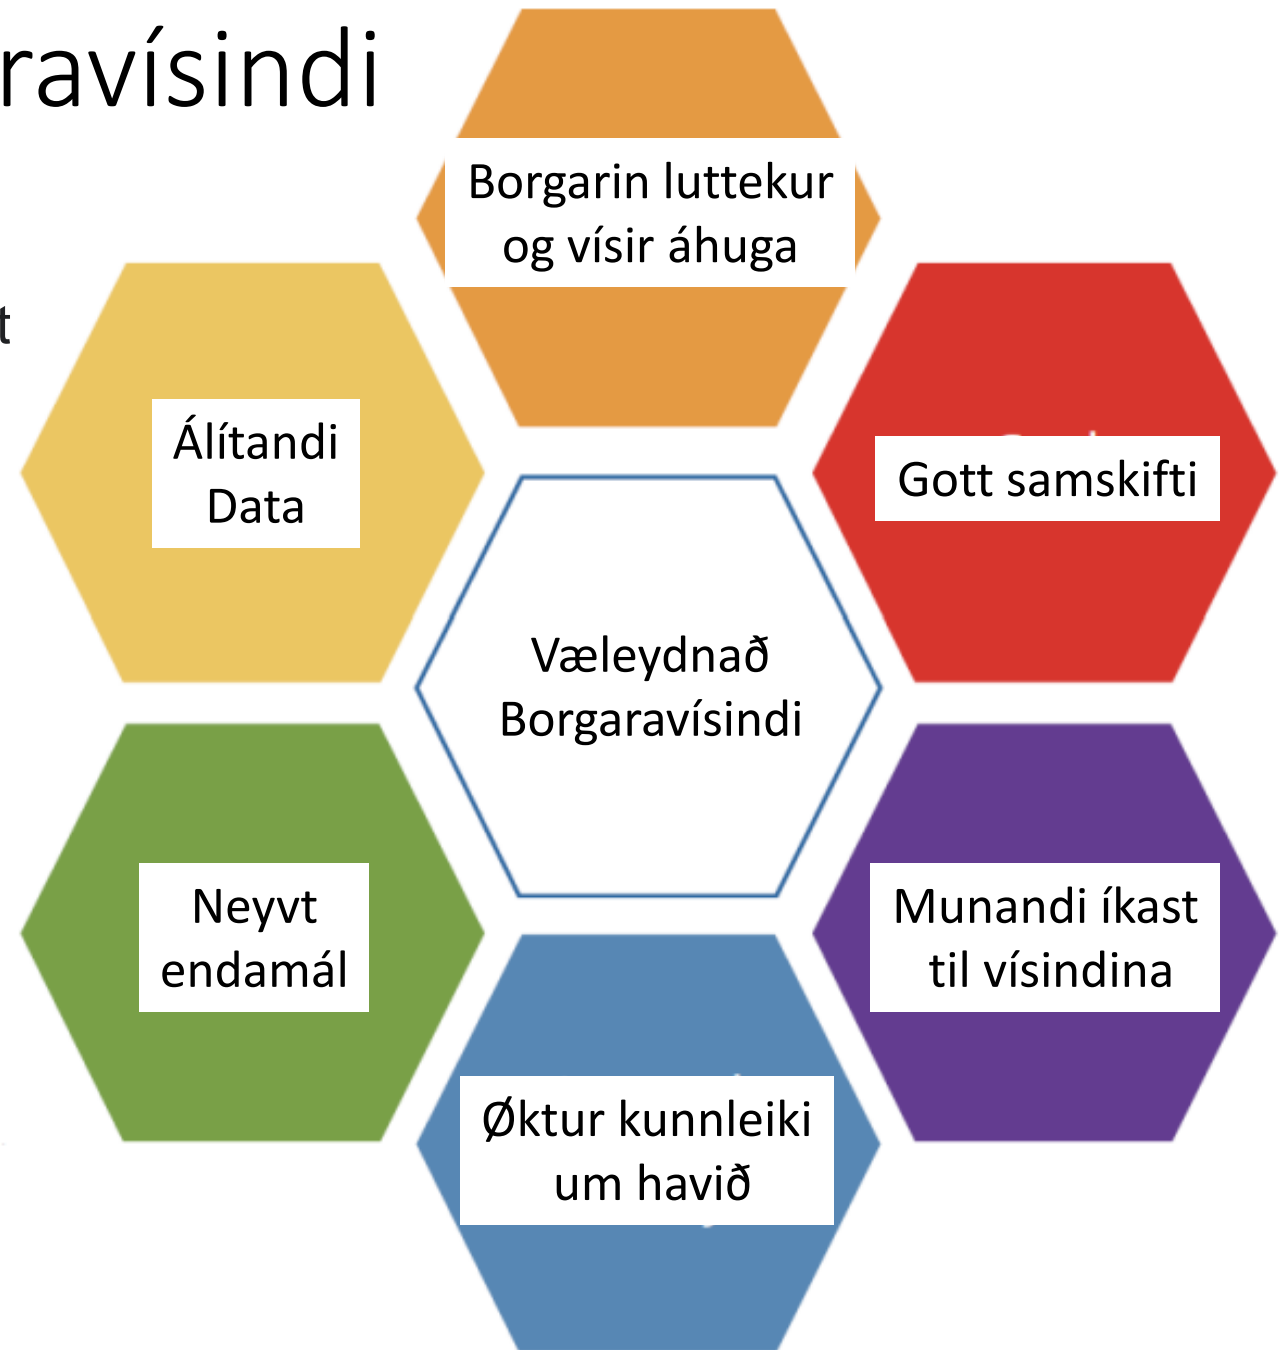 ravísindi
Borgarin luttekur
og vísir áhuga
t
Álítandi
Data
Gott samskifti
Væleydnað
Borgaravísindi
Neyvt
endamál
Munandi íkast
til vísindina
Øktur kunnleiki
um havið